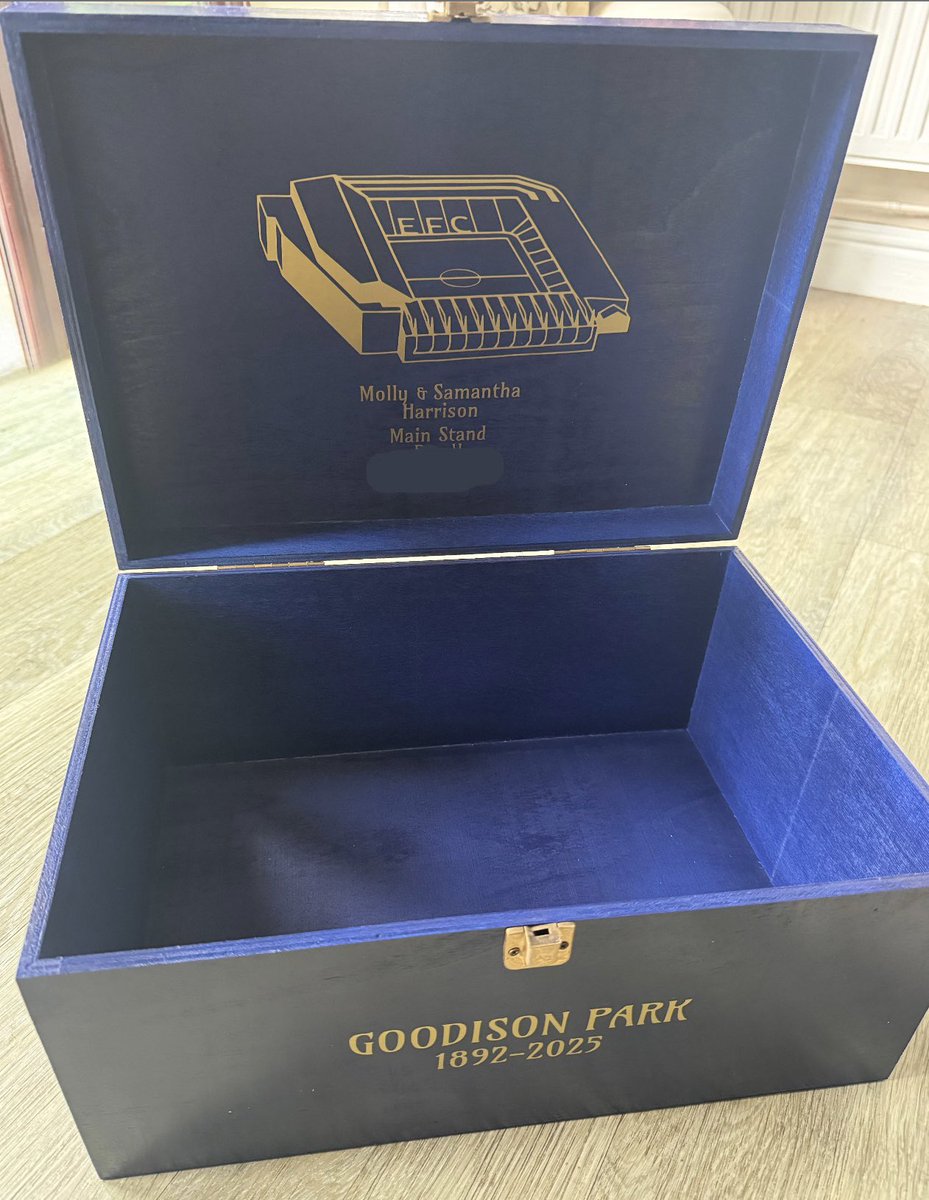 EFC
Molly & Samantha
Harrison
Main Stand
GOODISON PARK
1892-2025